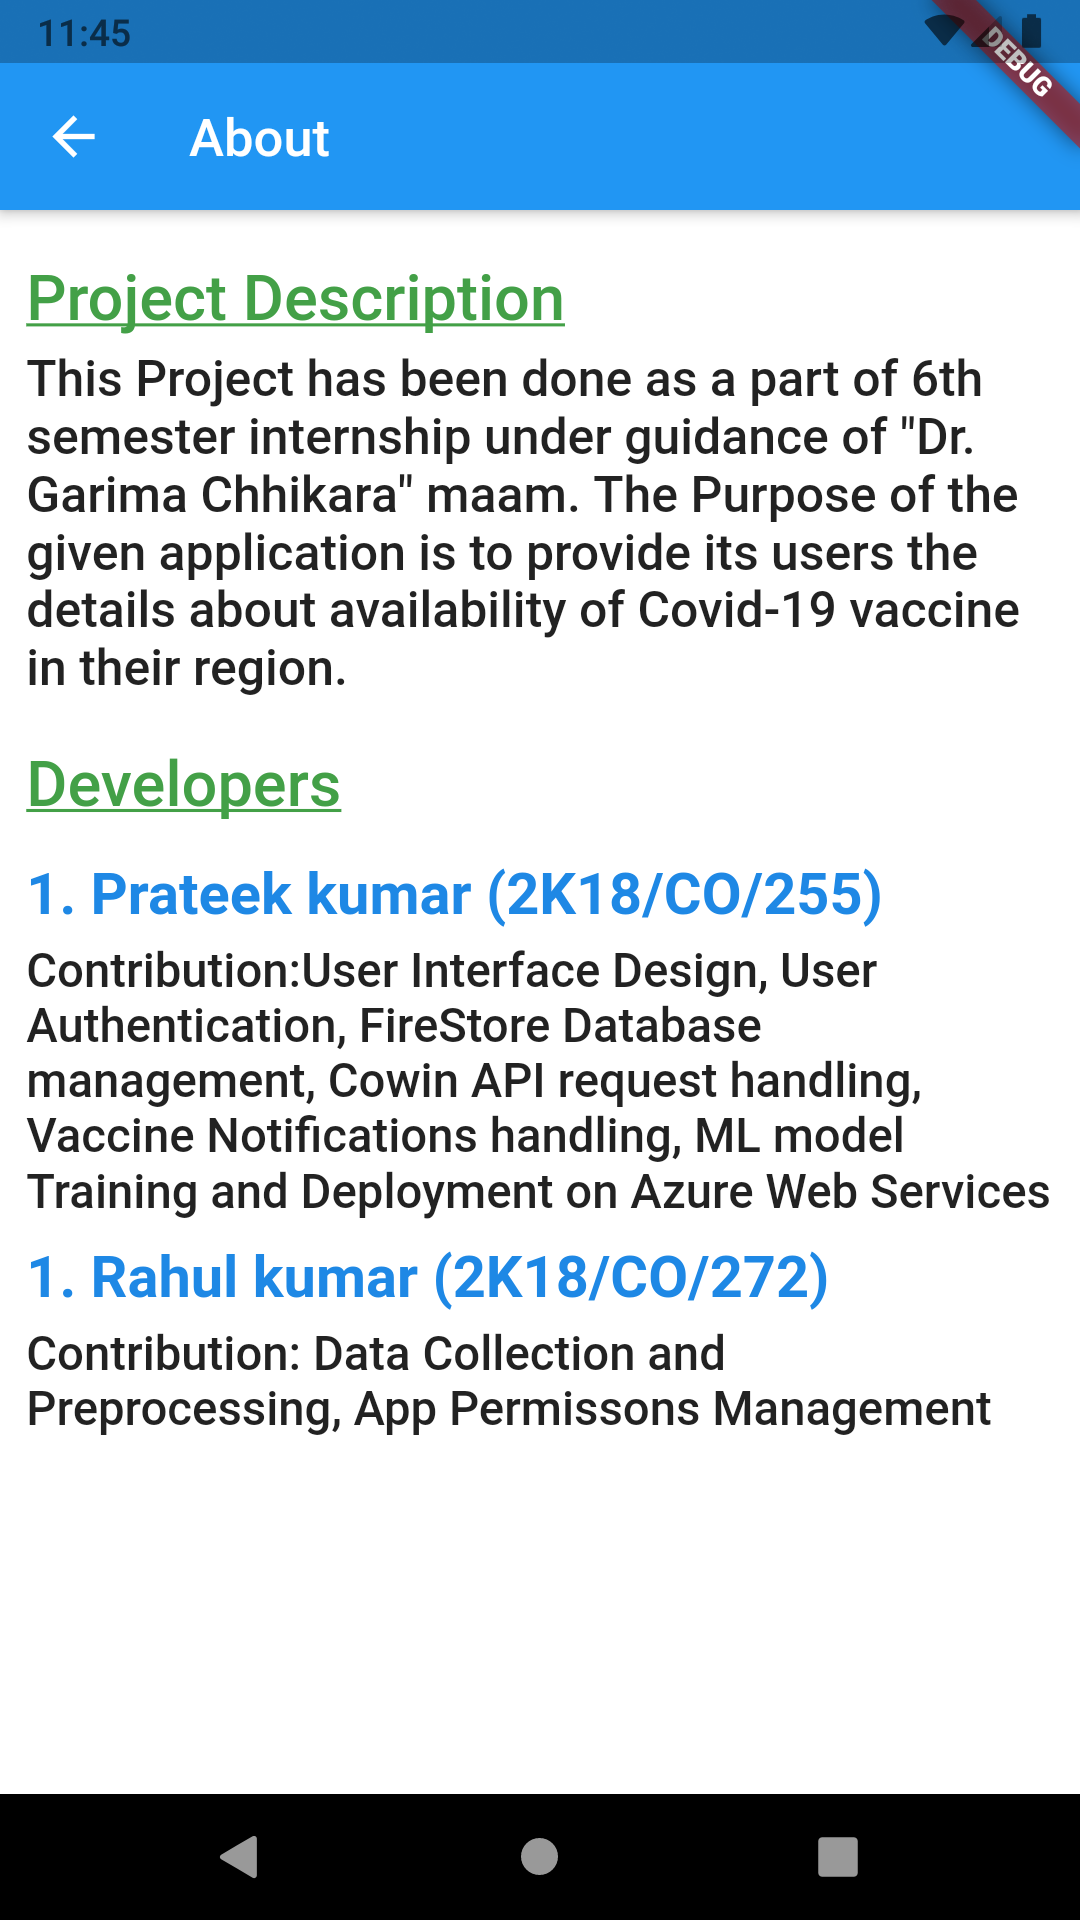 11:45
DEBUG
About
Project Description
This Project has been done as a part of 6th
semester internship under guidance of "Dr.
Garima Chhikara" maam. The Purpose of the
given application is to provide its users the
details about availability of Covid-19 vaccine
in their region.
Developers
1. Prateek kumar (2K18/CO/255)
Contribution:User Interface Design, User
Authentication, FireStore Database
management, Cowin API request handling,
Vaccine Notifications handling, ML model
Training and Deployment on Azure Web Services
1. Rahul kumar (2K18/CO/272)
Contribution: Data Collection and
Preprocessing, App Permissons Management